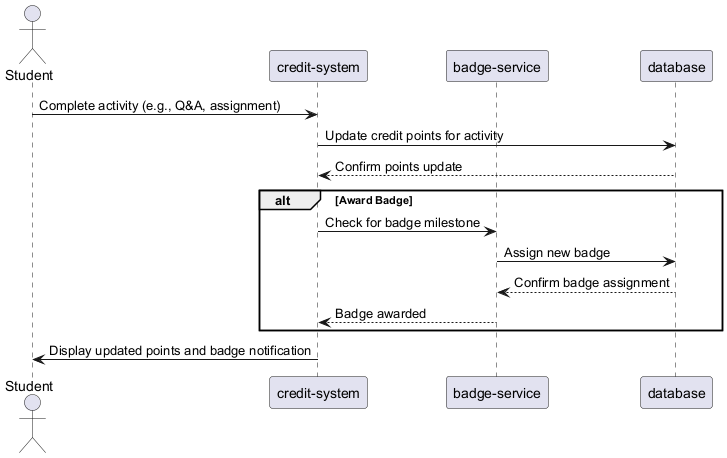 Student
credit-system
badge-service
database
Complete activity (e.g., Q&A, assignment)
Update credit points for activity
Confirm points update
alt
[Award Badge]
Check for badge milestone
Assign new badge
Confirm badge assignment
Badge awarded
Display updated points and badge notification
Student
credit-system
badge-service
database